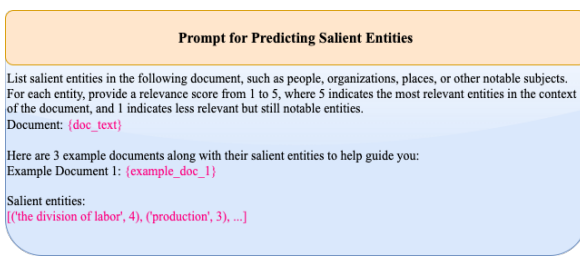 Prompt for Predicting Salient Entities
List salient entities in the following document, such as people, organizations, places, or other notable subjects.
For each entity, provide a relevance score from 1 to 5, where 5 indicates the most relevant entities in the context
of the document, and 1 indicates less relevant but still notable entities.
Document: {doc_text}
Here are 3 example documents along with their salient entities to help guide you:
Example Document 1: {example_doc_1}
Salient entities:
[('the division of labor', 4), ('production', 3), ...]